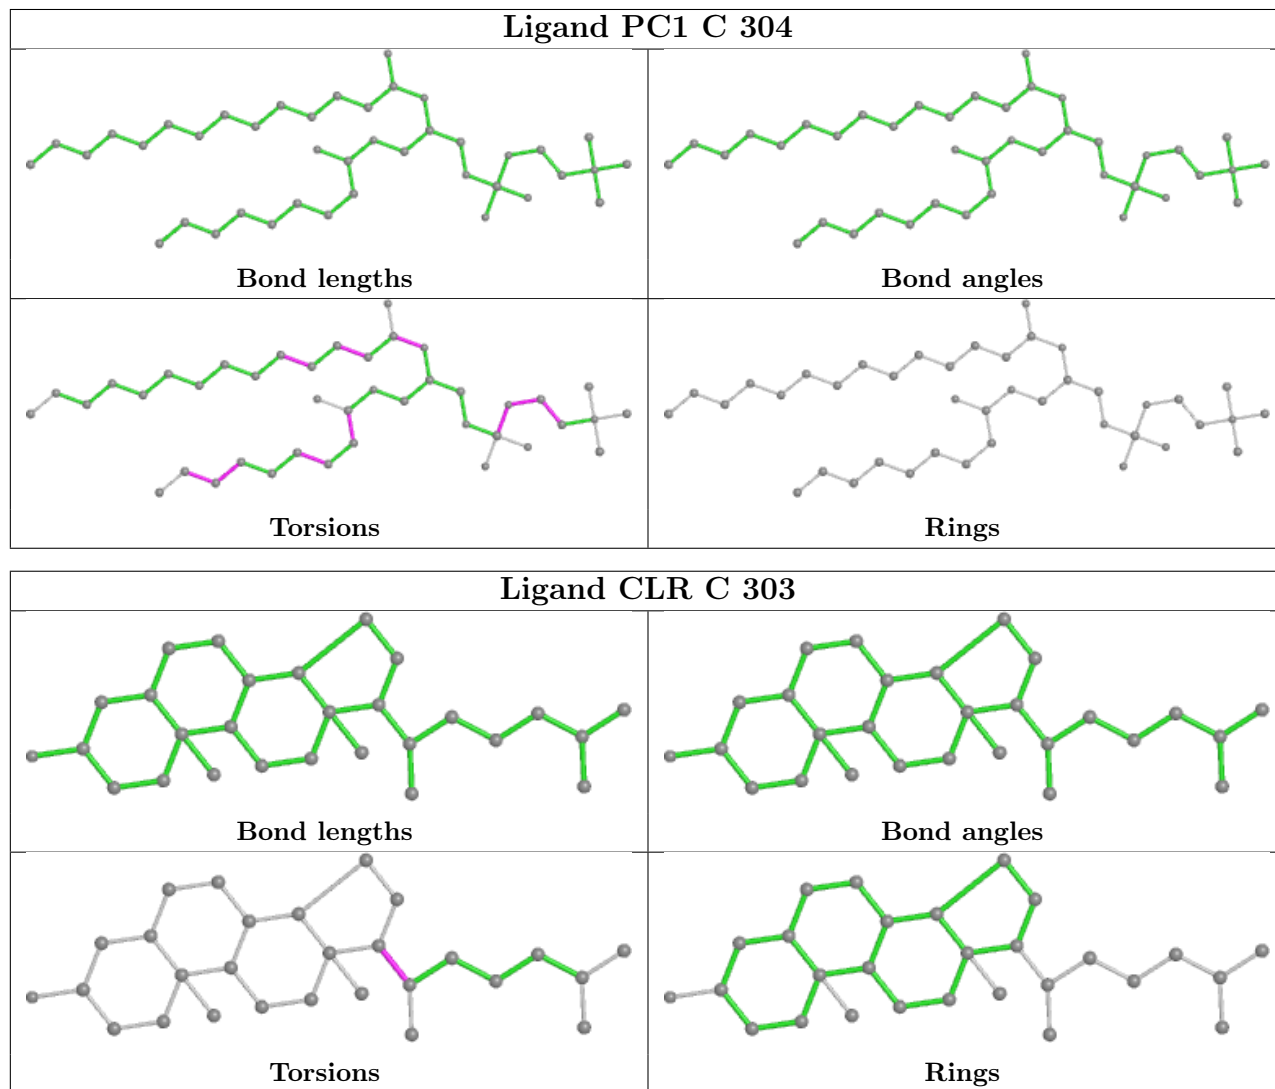 Ligand PC1 C 304
Bond lengths
Bond angles
Torsions
Rings
Ligand CLR C 303
Bond lengths
Bond angles
Torsions
Rings